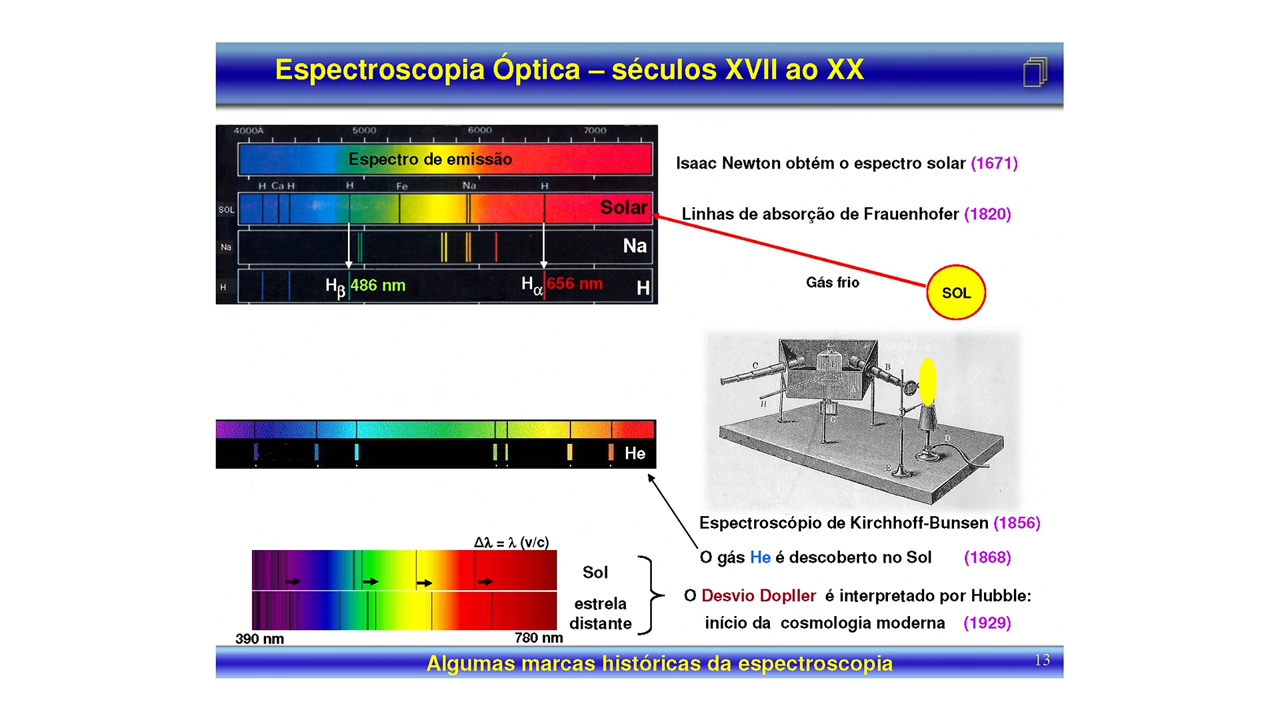 Espectroscopia Óptica – séculos XVII ao XX
4000Å 5000 6000 7000
Espectro de emissão
H Ca H H Fe Na H
SOL Solar
Na Na
H Hβ 486 nm Hα 656 nm H
Isaac Newton obtém o espectro solar (1671)
Linhas de absorção de Frauenhofer (1820)
Gás frio
SOL
C B
A
H
D
E
He
Espectroscópio de Kirchhoff-Bunsen (1856)
O gás He é descoberto no Sol (1868)
Δλ = λ (v/c)
Sol
estrela
distante
390 nm 780 nm
O Desvio Dopller é interpretado por Hubble:
início da cosmologia moderna (1929)
Algumas marcas históricas da espectroscopia
13